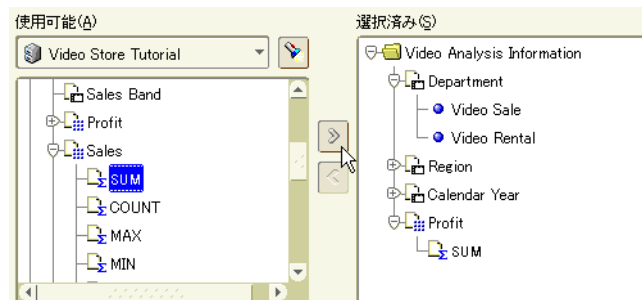 使用可能(A)
Video Store Tutorial
Sales Band
Profit
Sales
SUM
COUNT
MAX
MIN
選択済み(S)
Video Analysis Information
Department
Video Sale
Video Rental
Region
Calendar Year
Profit
SUM